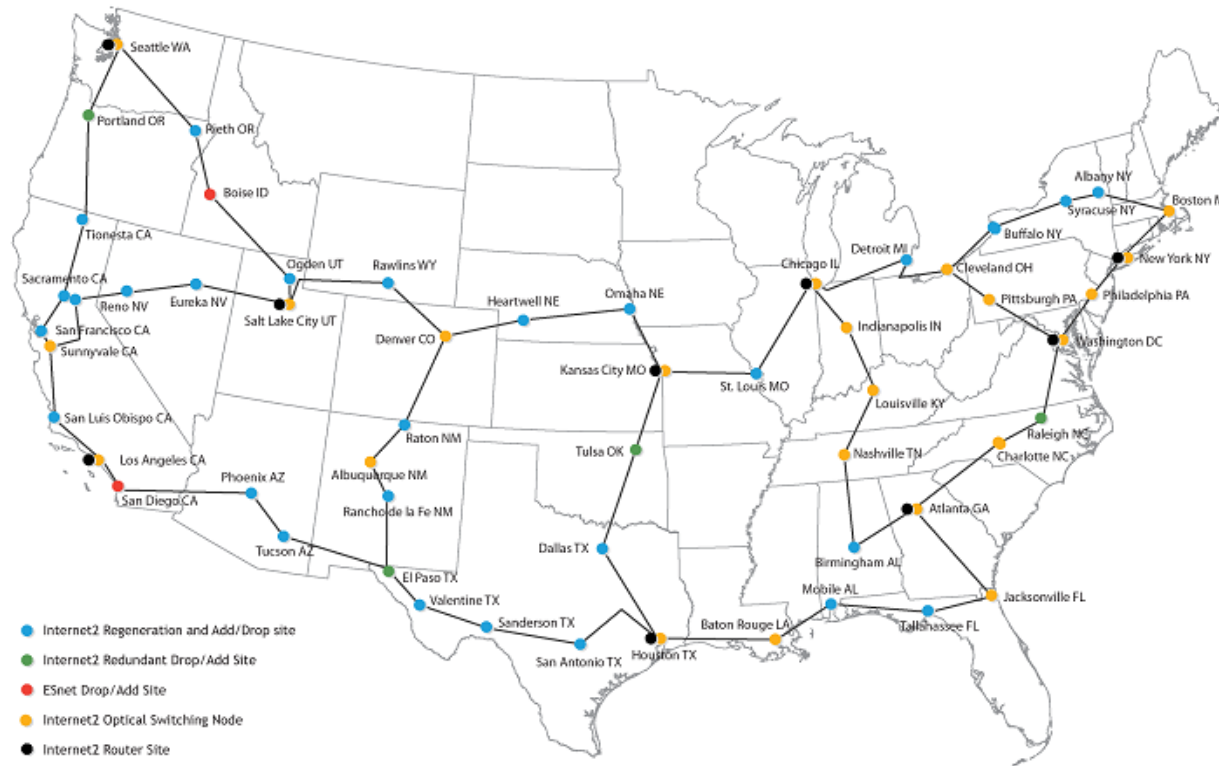 Seattle WA
Portland OR
Rieth OR
Boise ID
Tionesta CA
Sacramento CA
Reno NV
Eureka NV
Ogden UT
Salt Lake City UT
Rawlins WY
San Francisco CA
Sunnyvale CA
San Luis Obispo CA
Los Angeles CA
San Diego CA
Phoenix AZ
Tucson AZ
Denver CO
Heartwell NE
Omaha NE
Kansas City MO
St. Louis MO
Raton NM
Albuquerque NM
Rancho de la Fe NM
El Paso TX
Valentine TX
Sanderson TX
San Antonio TX
Houston TX
Dallas TX
Tulsa OK
Chicago IL
Detroit MI
Cleveland OH
Buffalo NY
Syracuse NY
Albany NY
Boston M
New York NY
Philadelphia PA
Pittsburgh PA
Washington DC
Indianapolis IN
Louisville KY
Nashville TN
Birmingham AL
Raleigh NC
Charlotte NC
Atlanta GA
Jacksonville FL
Tallahassee FL
Mobile AL
Baton Rouge LA
Internet2 Regeneration and Add/Drop site
Internet2 Redundant Drop/Add Site
ESnet Drop/Add Site
Internet2 Optical Switching Node
Internet2 Router Site